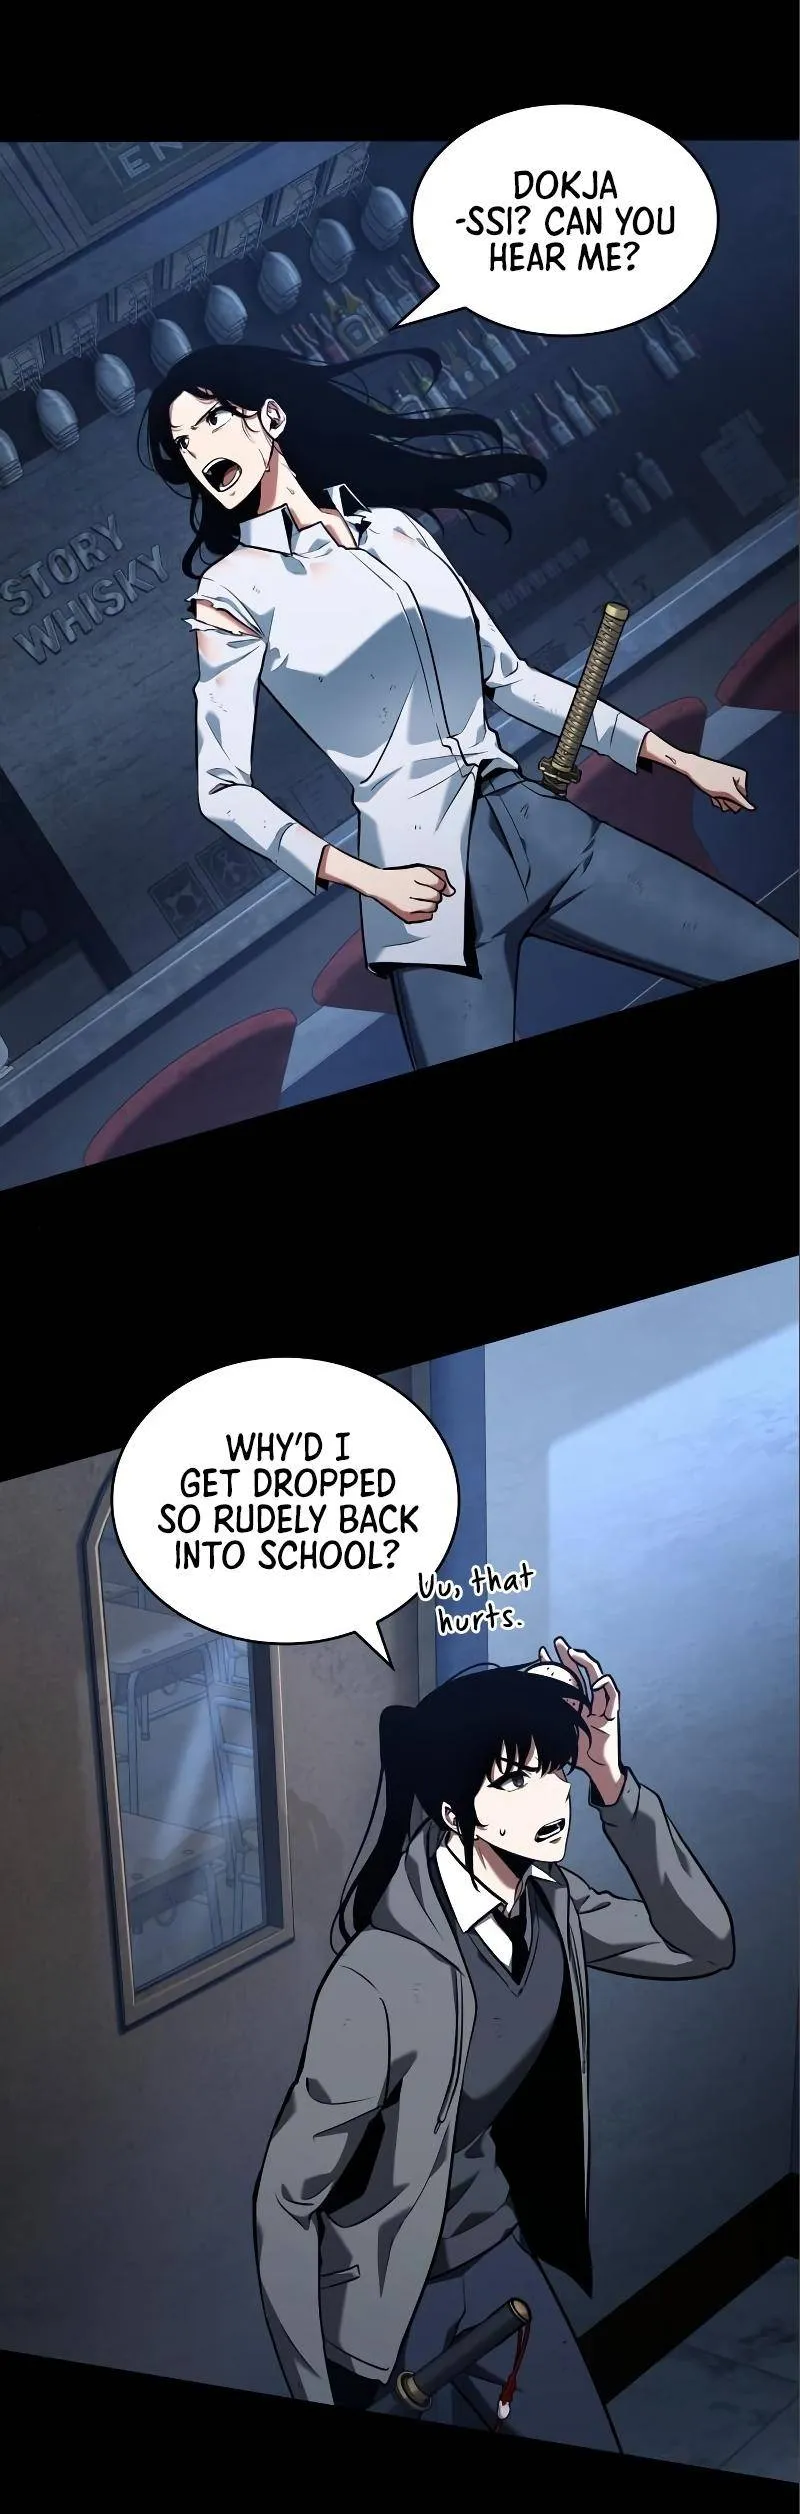 EN
DOKJA
-SSI? CAN YOU
HEAR ME?
STORY
WHISKY
WHY'D I
GET DROPPED
SO RUDELY BACK
INTO SCHOOL?
Uu, that
hurts.